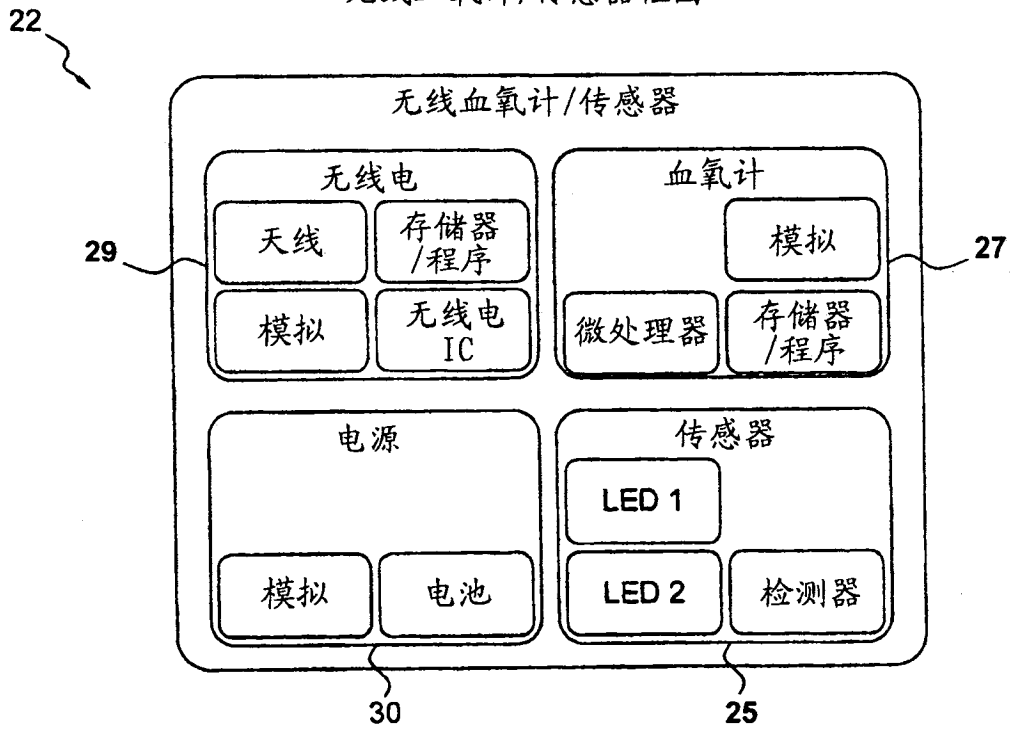 22
无线血氧计/传感器
无线电
天线
存储器
/程序
模拟
无线电
IC
29
血氧计
模拟
微处理器
存储器
/程序
27
电源
模拟
电池
30
传感器
LED 1
LED 2
检测器
25